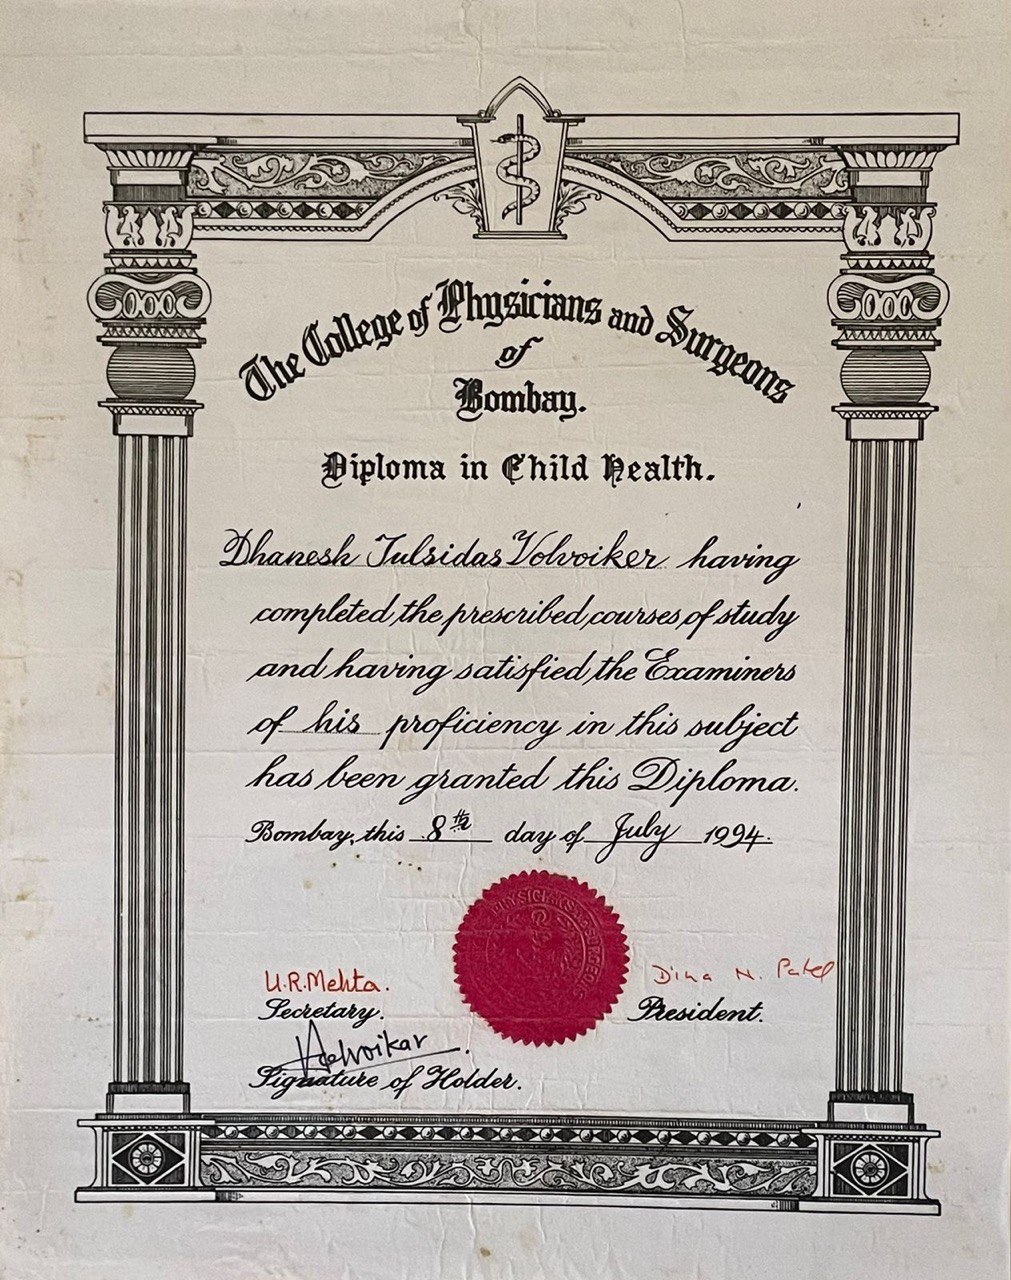 The College of Physicians and Surgeons
of
Bombay.
Diploma in Child Health.
Dhanesh Tulsidas Volvoiker having
completed the prescribed courses of study
and having satisfied the Examiners
of his proficiency in this subject
has been granted this Diploma.
Bombay, this 8th day of July 1994.
U.R.Mehta.
Secretary.
Dina N. Patel
President.
Signature of Holder.